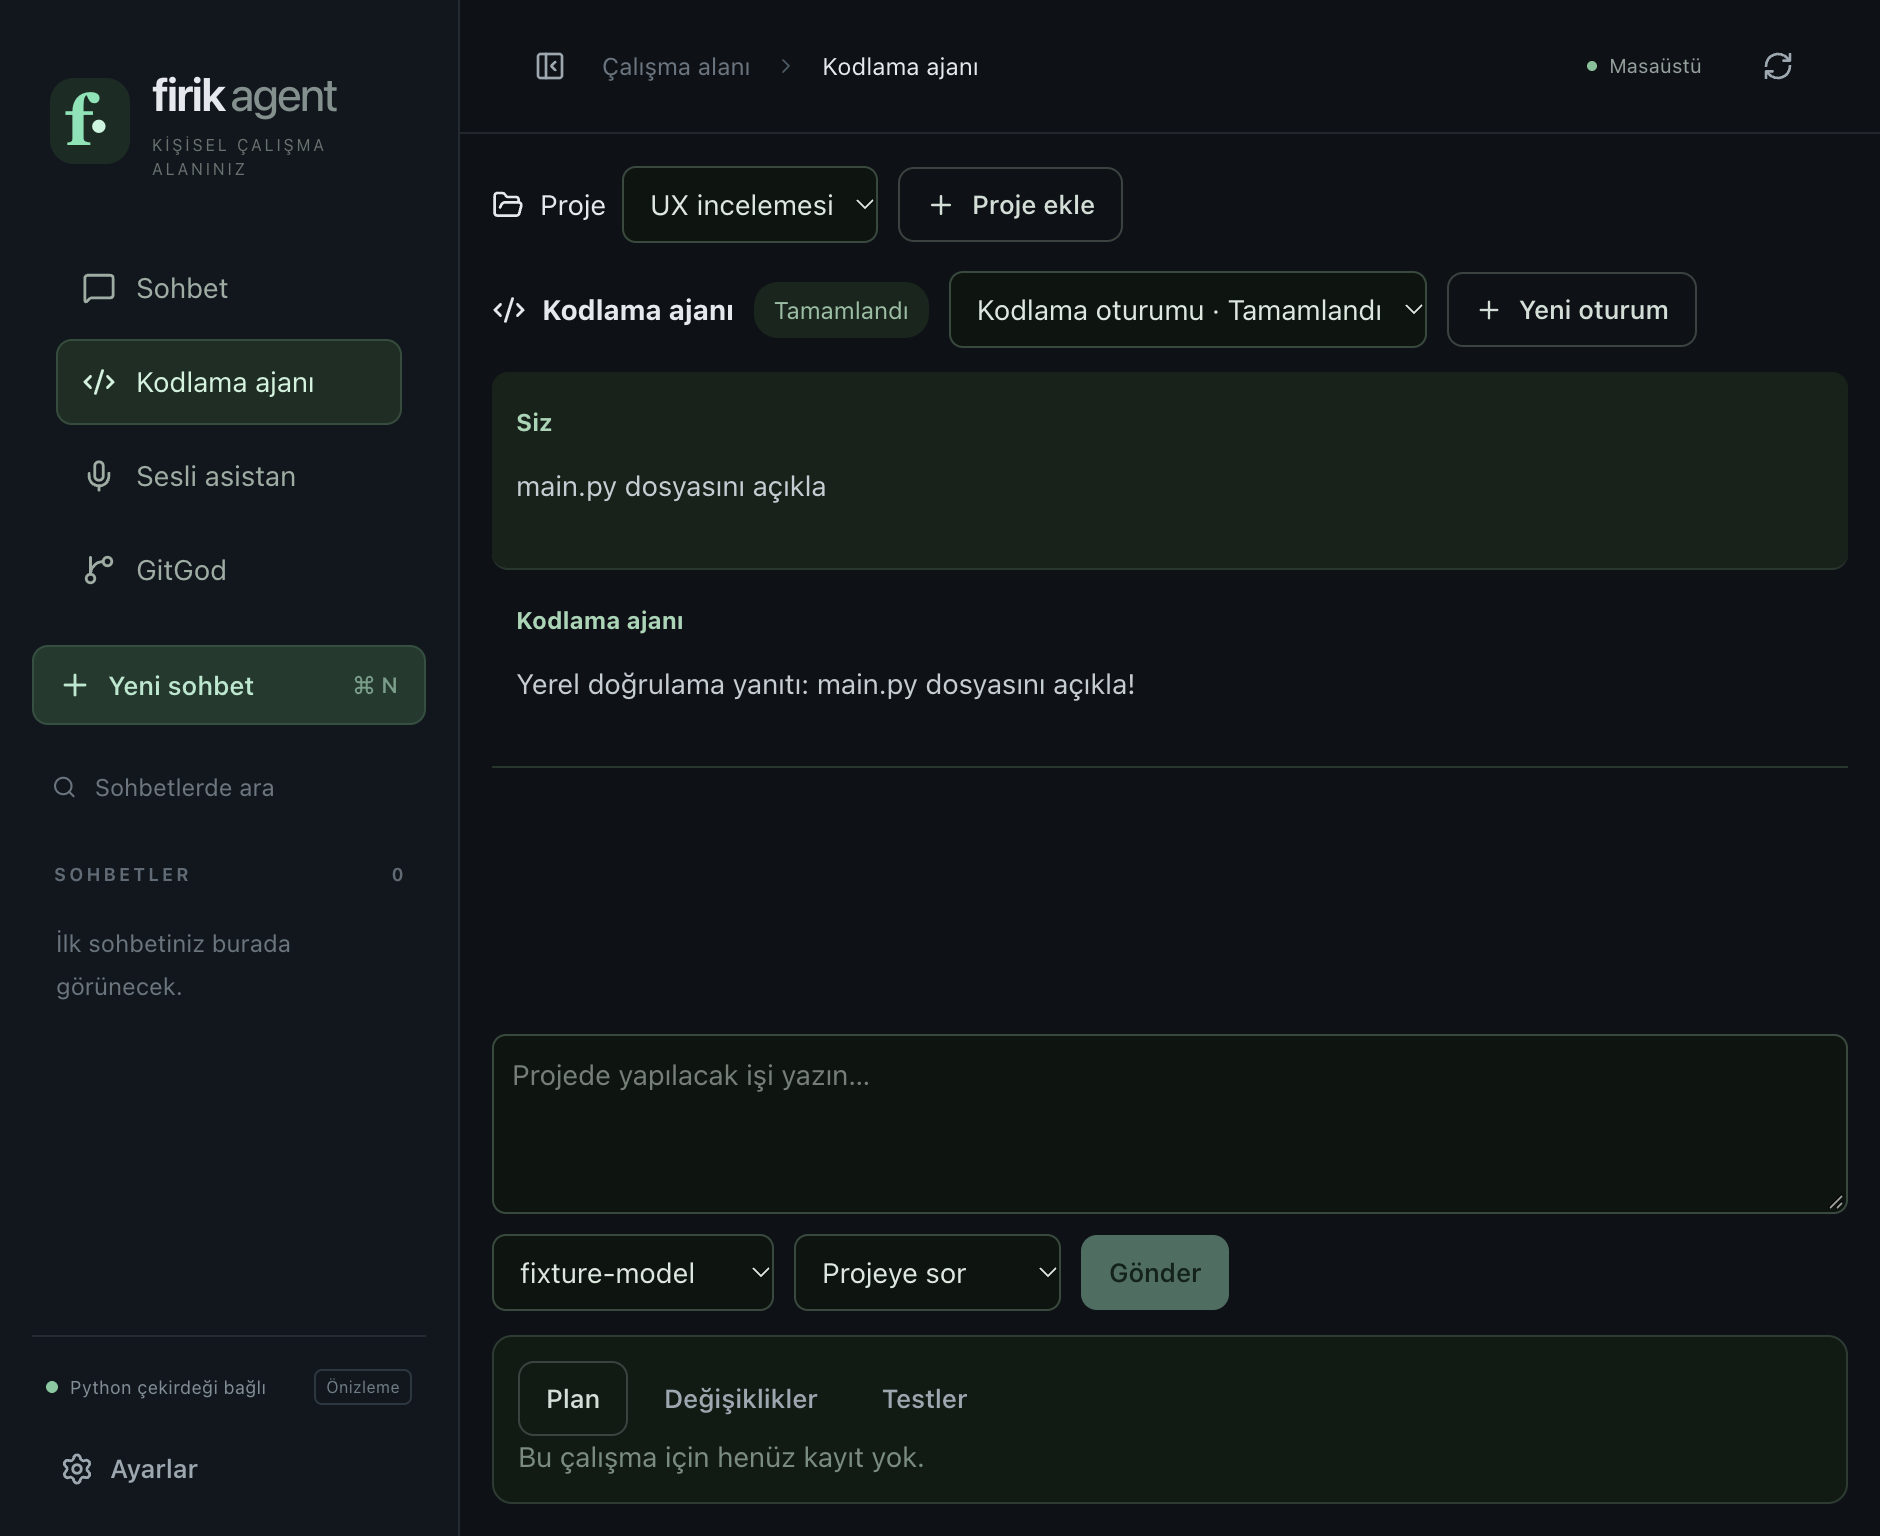 f.
firik agent
KİŞİSEL ÇALIŞMA
ALANINIZ
Sohbet
Kodlama ajanı
Sesli asistan
GitGod
Yeni sohbet ⌘ N
Sohbetlerde ara
SOHBETLER 0
İlk sohbetiniz burada
görünecek.
Python çekirdeği bağlı Önizleme
Ayarlar
Çalışma alanı > Kodlama ajanı
Masaüstü
Proje UX incelemesi + Proje ekle
Kodlama ajanı Tamamlandı Kodlama oturumu · Tamamlandı + Yeni oturum
Siz
main.py dosyasını açıkla
Kodlama ajanı
Yerel doğrulama yanıtı: main.py dosyasını açıkla!
Projede yapılacak işi yazın...
fixture-model Projeye sor Gönder
Plan Değişiklikler Testler
Bu çalışma için henüz kayıt yok.